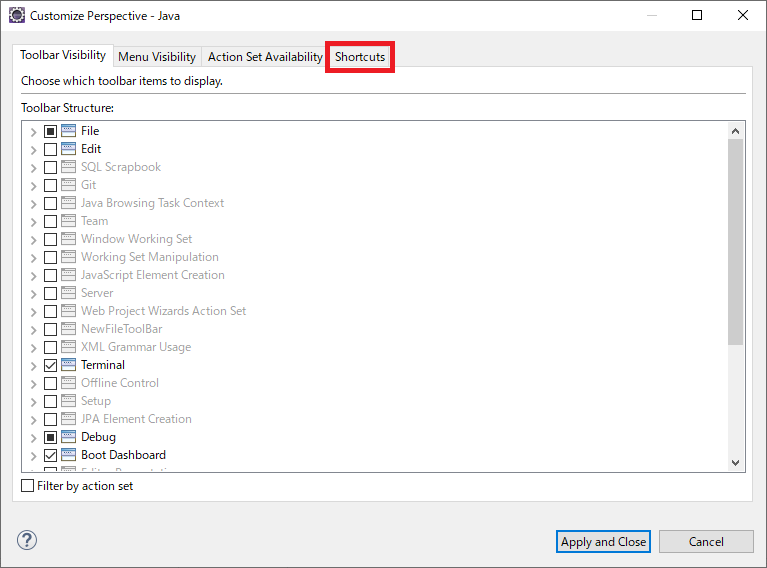 Customize Perspective - Java
Toolbar Visibility Menu Visibility Action Set Availability Shortcuts
Choose which toolbar items to display.
Toolbar Structure:
File
Edit
SQL Scrapbook
Git
Java Browsing Task Context
Team
Window Working Set
Working Set Manipulation
JavaScript Element Creation
Server
Web Project Wizards Action Set
NewFileToolBar
XML Grammar Usage
Terminal
Offline Control
Setup
JPA Element Creation
Debug
Boot Dashboard
Filter by action set
? Apply and Close Cancel